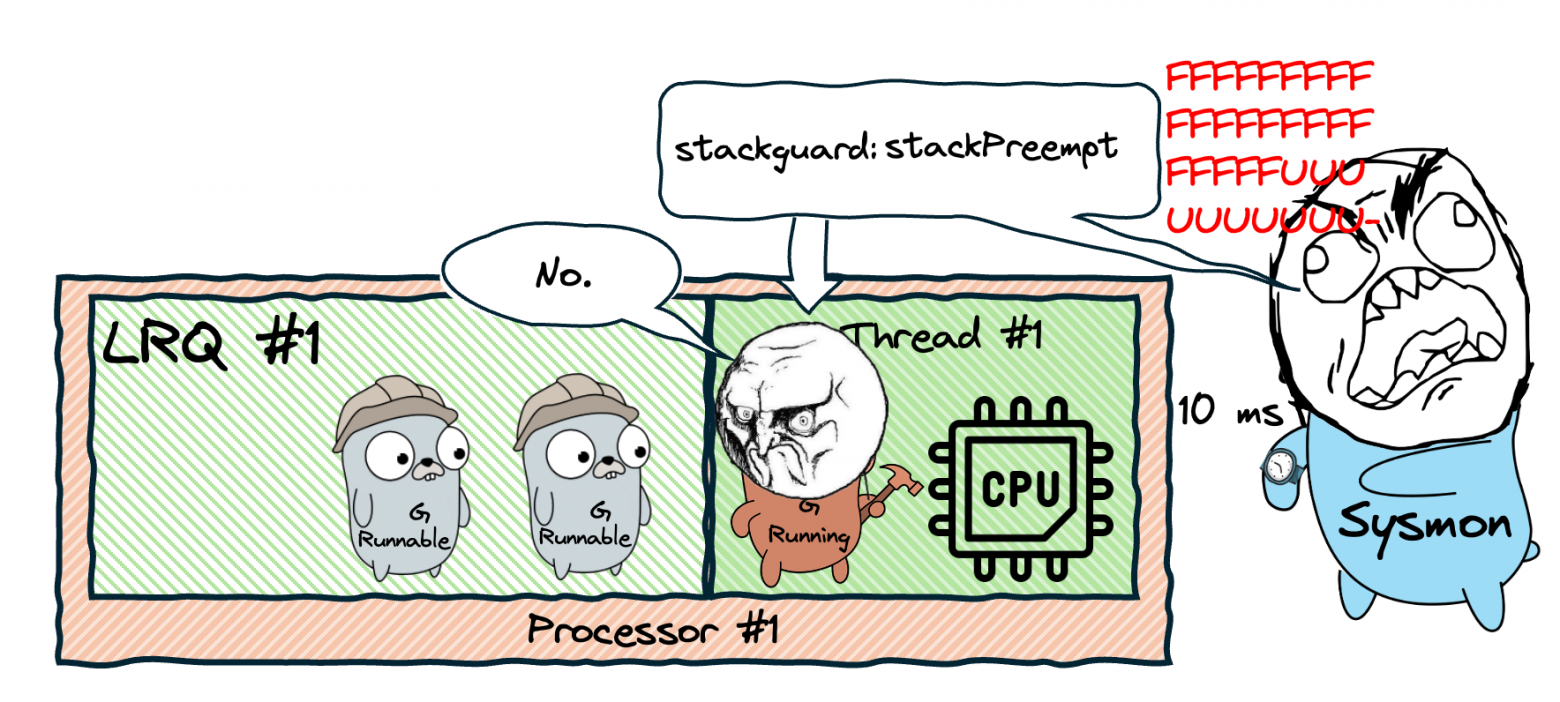 FFFFFFFFF
FFFFFFFFF
FFFFFUUU
UUUUUUU-
stackguard: stackPreempt
No.
LRQ #1
Thread #1
10 ms
CPU
G
Runnable
G
Runnable
G
Running
Sysmon
Processor #1